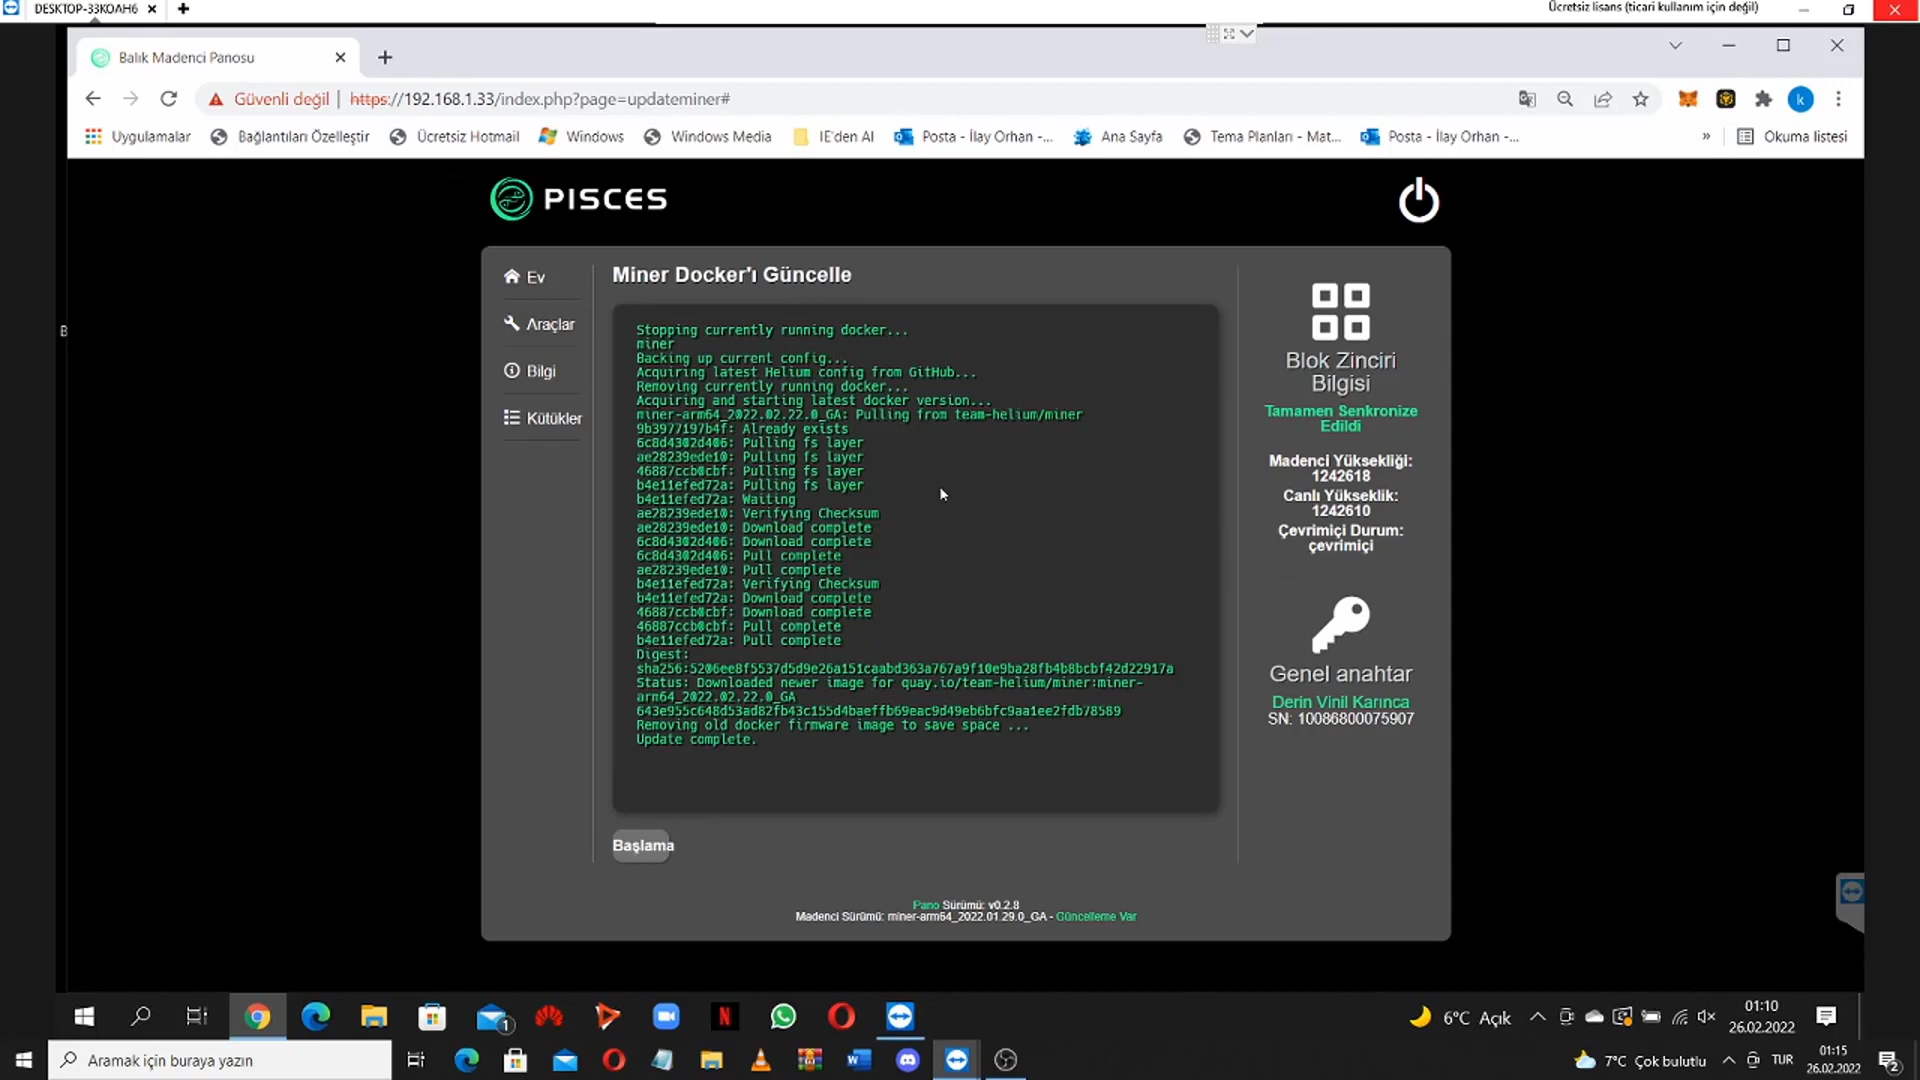 DESKTOP-33KOAH6
Ücretsiz lisans (ticari kullanım için değil)
Balık Madenci Panosu
Güvenli değil
https://192.168.1.33/index.php?page=updateminer#
k
Uygulamalar
Bağlantıları Özelleştir
Ücretsiz Hotmail
Windows
Windows Media
IE'den Al
Posta - İlay Orhan -...
Ana Sayfa
Tema Planları - Mat...
Posta - İlay Orhan -...
»
Okuma listesi
PISCES
B
Ev
Araçlar
Bilgi
Kütükler
Miner Docker'ı Güncelle
Stopping currently running docker...
miner
Backing up current config...
Acquiring latest Helium config from GitHub...
Removing currently running docker...
Acquiring and starting latest docker version...
miner-arm64_2022.02.22.0_GA: Pulling from team-helium/miner
9b3977197b4f: Already exists
6c8d4302d406: Pulling fs layer
ae28239ede10: Pulling fs layer
46887ccb0cbf: Pulling fs layer
b4e11efed72a: Pulling fs layer
b4e11efed72a: Waiting
ae28239ede10: Verifying Checksum
ae28239ede10: Download complete
6c8d4302d406: Download complete
6c8d4302d406: Pull complete
ae28239ede10: Pull complete
b4e11efed72a: Verifying Checksum
b4e11efed72a: Download complete
46887ccb0cbf: Download complete
46887ccb0cbf: Pull complete
b4e11efed72a: Pull complete
Digest:
sha256:5206ee8f5537d5d9e26a151caabd363a767a9f10e9ba28fb4b8bcbf42d22917a
Status: Downloaded newer image for quay.io/team-helium/miner:miner-
arm64_2022.02.22.0_GA
643e955c648d53ad82fb43c155d4baeffb69eac9d49eb6bfc9aa1ee2fdb78589
Removing old docker firmware image to save space ...
Update complete.
Başlama
Blok Zinciri
Bilgisi
Tamamen Senkronize
Edildi
Madenci Yüksekliği:
1242618
Canlı Yükseklik:
1242610
Çevrimiçi Durum:
çevrimiçi
Genel anahtar
Derin Vinil Karınca
SN: 10086800075907
Pano Sürümü: v0.2.8
Madenci Sürümü: miner-arm64_2022.01.29.0_GA - Güncelleme Var
1
6°C Açık
01:10
26.02.2022
Aramak için buraya yazın
7°C Çok bulutlu
TUR
01:15
26.02.2022
2